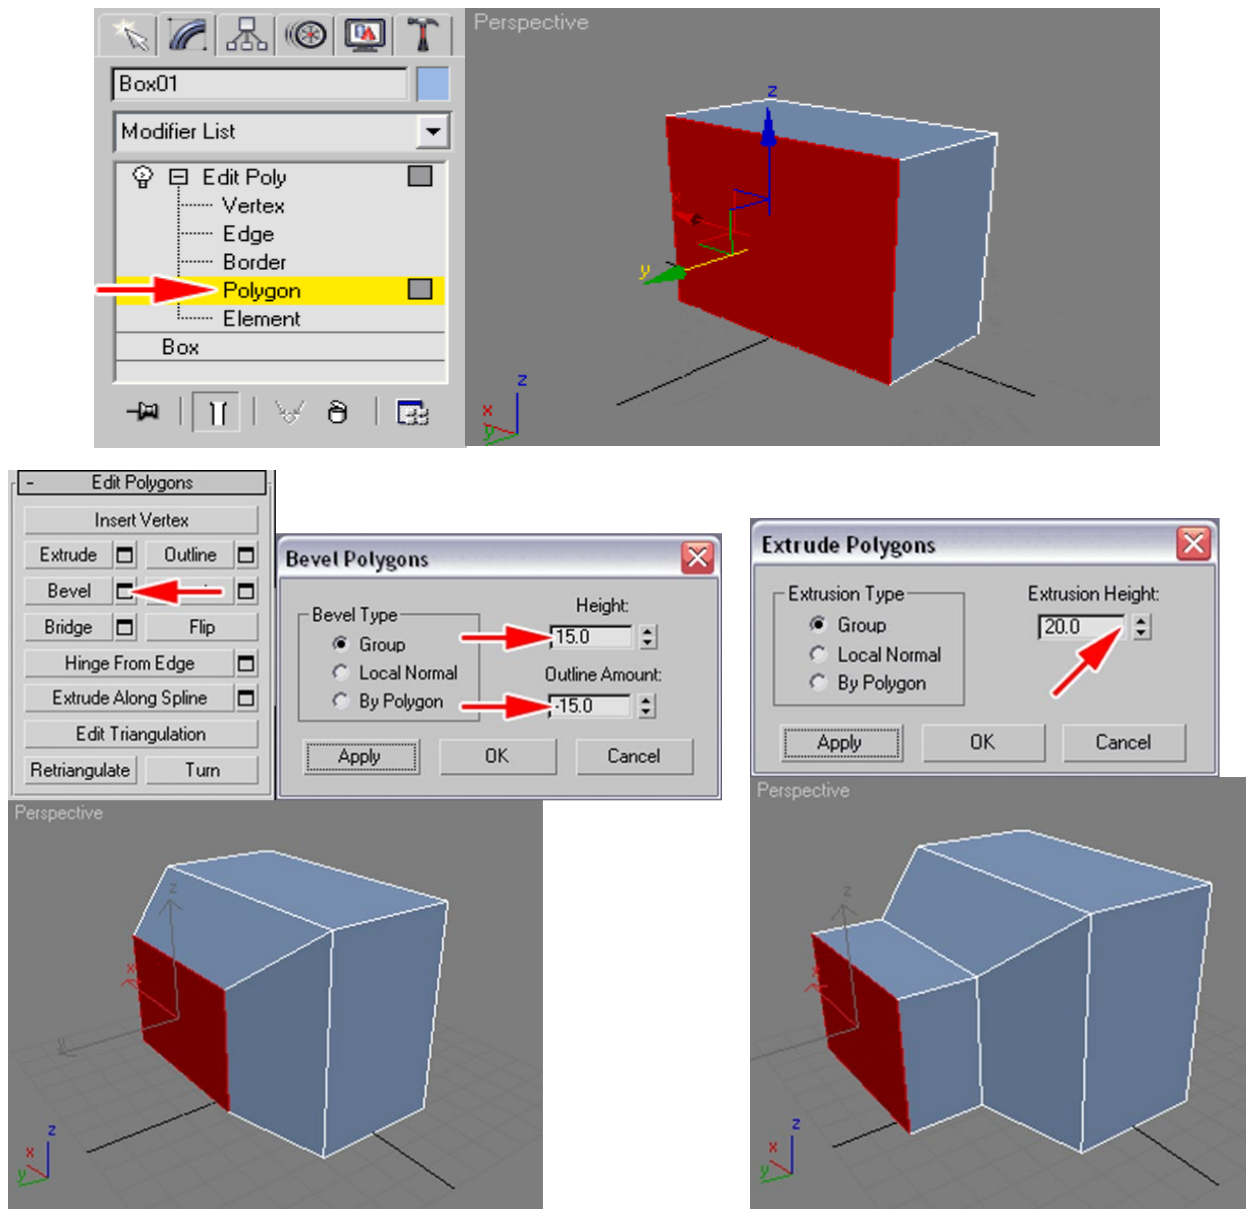 Perspective
Box01
Modifier List
Edit Poly
Vertex
Edge
Border
Polygon
Element
Box
z
x
y
z
x
y
- Edit Polygons
Insert Vertex
Extrude Outline
Bevel
Bridge Flip
Hinge From Edge
Extrude Along Spline
Edit Triangulation
Retriangulate Turn
Bevel Polygons
Bevel Type
Group
Local Normal
By Polygon
Height:
15.0
Outline Amount:
-15.0
Apply OK Cancel
Extrude Polygons
Extrusion Type
Group
Local Normal
By Polygon
Extrusion Height:
20.0
Apply OK Cancel
Perspective
z
x
y
z
x
y
Perspective
z
x
z
x
y